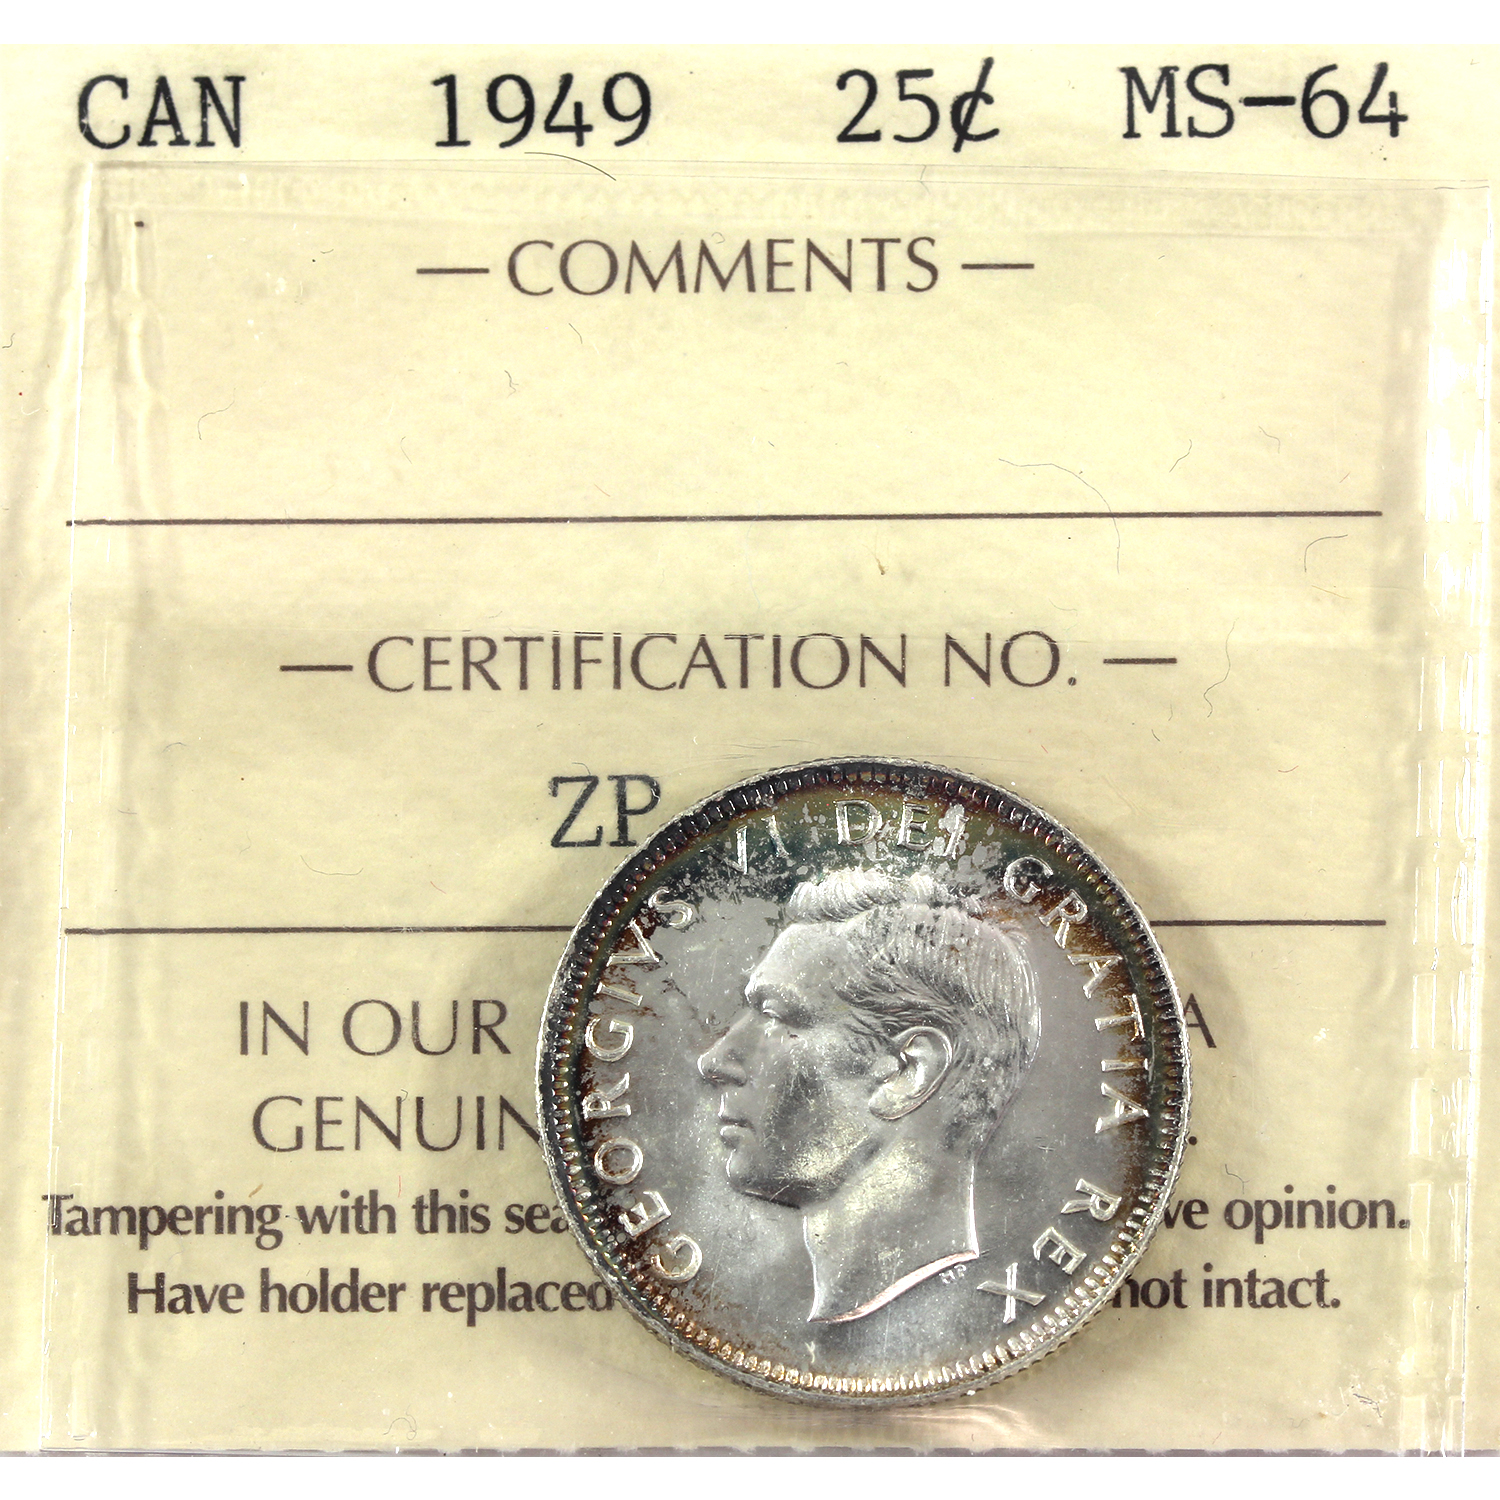 CAN 1949 25¢ MS-64
— COMMENTS —
— CERTIFICATION NO. —
ZP
IN OUR A
GENUIN .
Tampering with this sea ve opinion.
Have holder replaced not intact.
GEORGIVS VI DEI GRATIA REX
HP